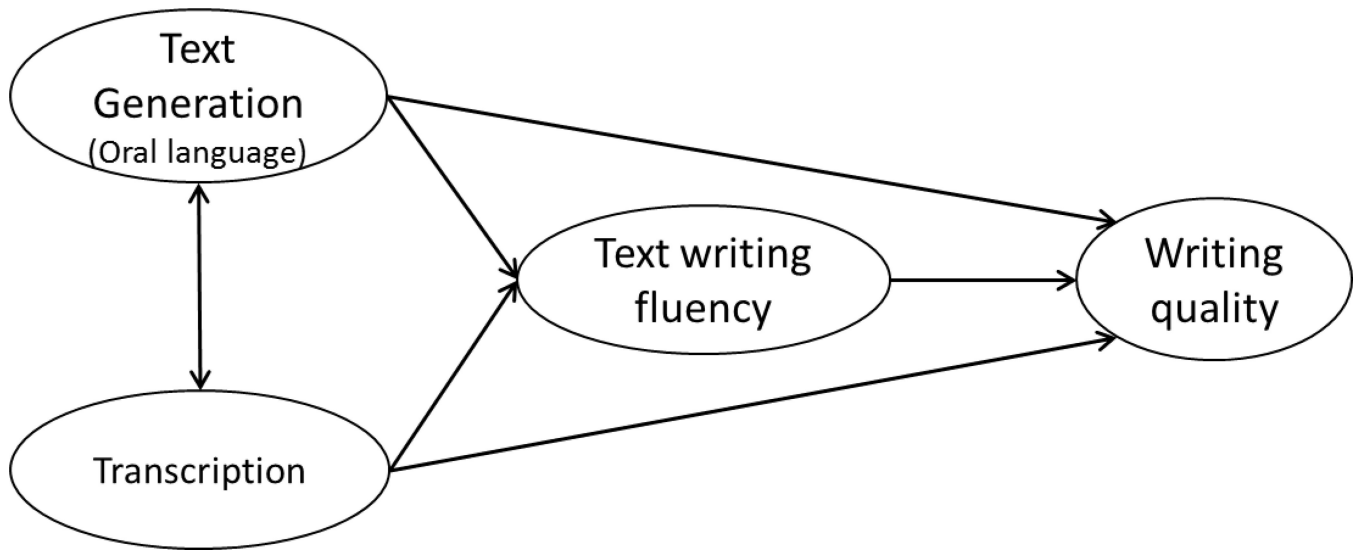 Text
Generation
(Oral language)
Text writing
fluency
Writing
quality
Transcription